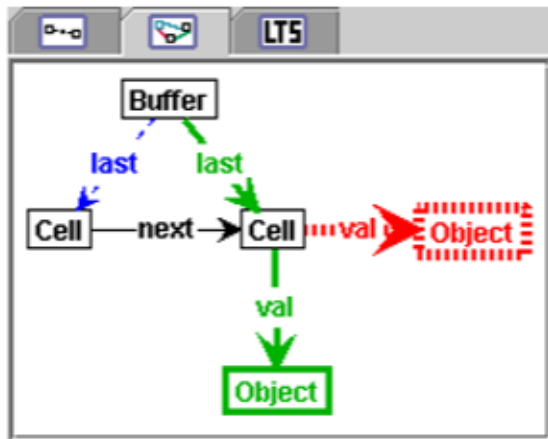 LTS
Buffer
last last
Cell next Cell val Object
val
Object